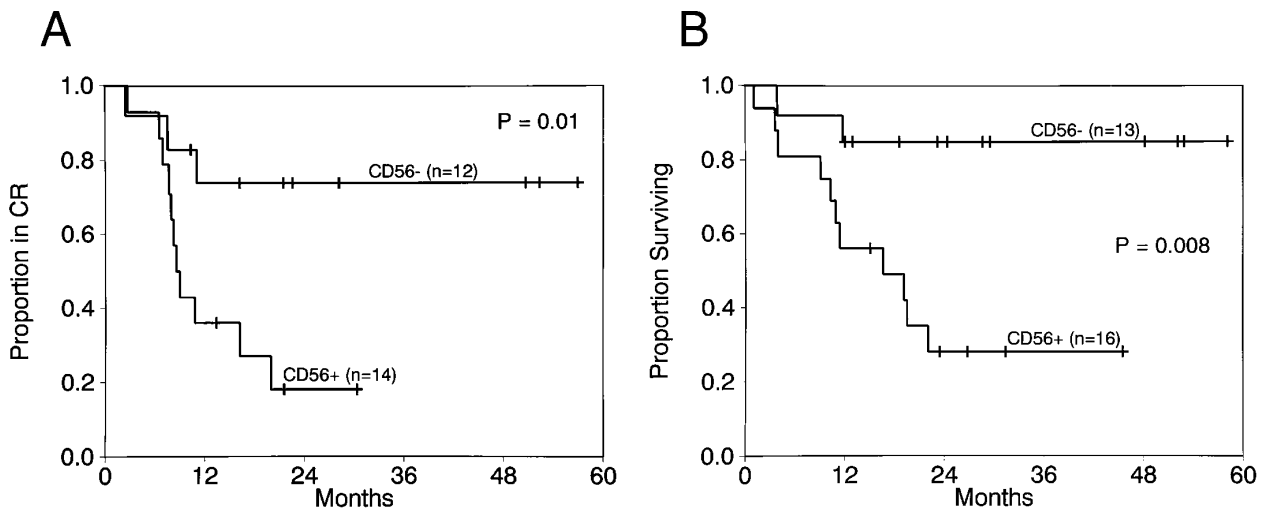 A
Proportion in CR
1.0
0.8
0.6
0.4
0.2
0.0
P = 0.01
CD56- (n=12)
CD56+ (n=14)
0 12 24 36 48 60
Months
B
Proportion Surviving
1.0
0.8
0.6
0.4
0.2
0.0
CD56- (n=13)
P = 0.008
CD56+ (n=16)
0 12 24 36 48 60
Months